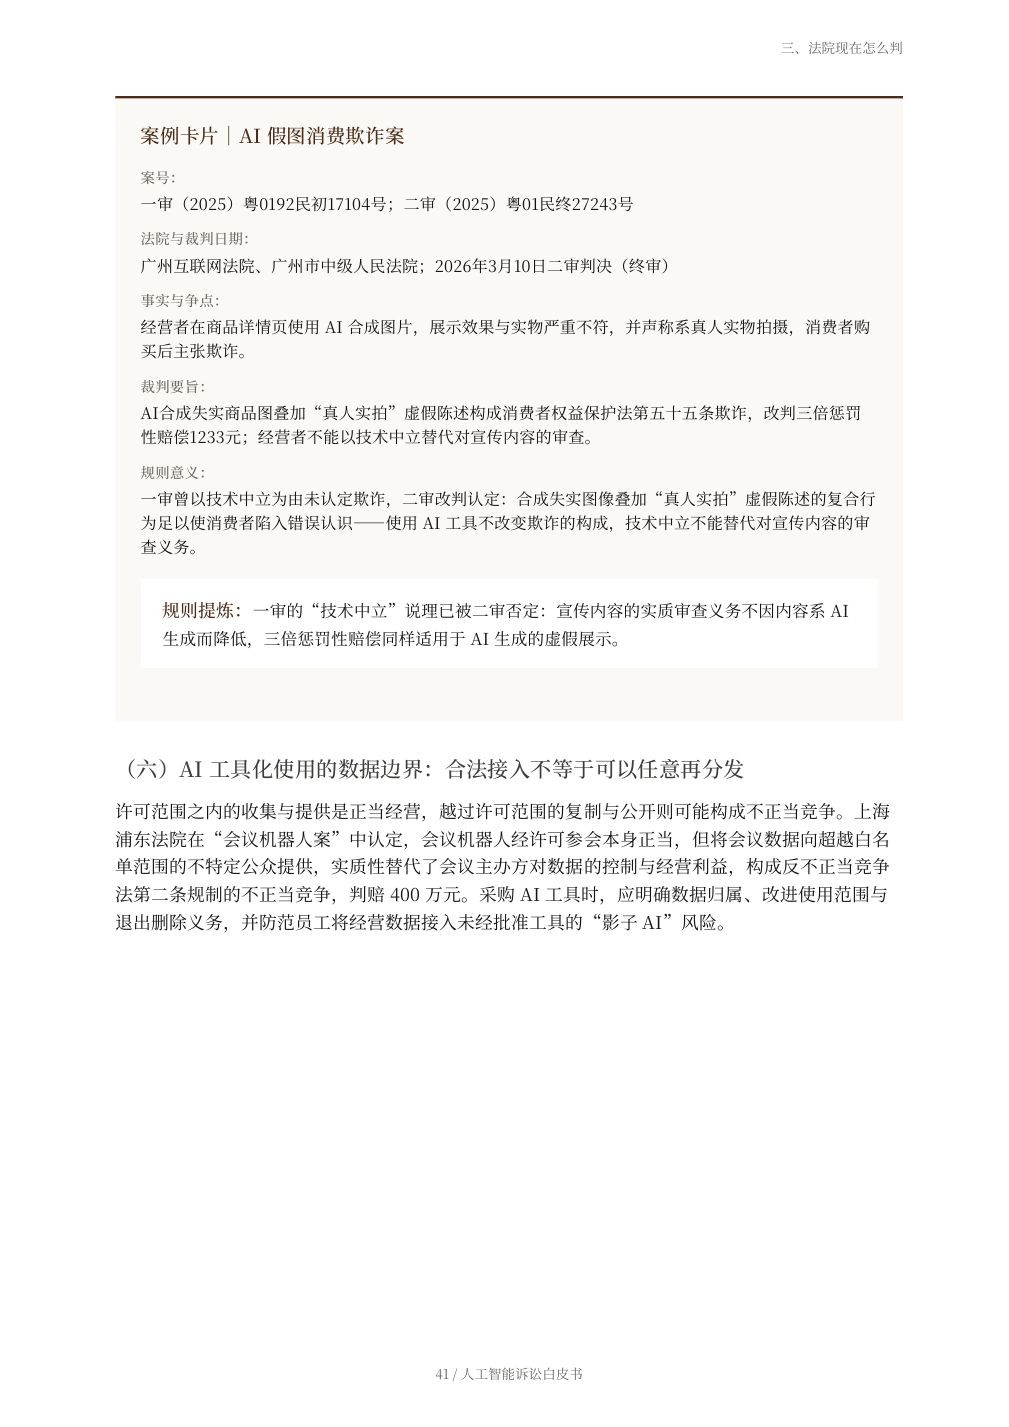 三、法院现在怎么判
案例卡片｜AI 假图消费欺诈案
案号：
一审（2025）粤0192民初17104号；二审（2025）粤01民终27243号
法院与裁判日期：
广州互联网法院、广州市中级人民法院；2026年3月10日二审判决（终审）
事实与争点：
经营者在商品详情页使用 AI 合成图片，展示效果与实物严重不符，并声称系真人实物拍摄，消费者购
买后主张欺诈。
裁判要旨：
AI合成失实商品图叠加“真人实拍”虚假陈述构成消费者权益保护法第五十五条欺诈，改判三倍惩罚
性赔偿1233元；经营者不能以技术中立替代对宣传内容的审查。
规则意义：
一审曾以技术中立为由未认定欺诈，二审改判认定：合成失实图像叠加“真人实拍”虚假陈述的复合行
为足以使消费者陷入错误认识——使用 AI 工具不改变欺诈的构成，技术中立不能替代对宣传内容的审
查义务。
规则提炼：一审的“技术中立”说理已被二审否定：宣传内容的实质审查义务不因内容系 AI
生成而降低，三倍惩罚性赔偿同样适用于 AI 生成的虚假展示。
（六）AI 工具化使用的数据边界：合法接入不等于可以任意再分发
许可范围之内的收集与提供是正当经营，越过许可范围的复制与公开则可能构成不正当竞争。上海
浦东法院在“会议机器人案”中认定，会议机器人经许可参会本身正当，但将会议数据向超越白名
单范围的不特定公众提供，实质性替代了会议主办方对数据的控制与经营利益，构成反不正当竞争
法第二条规制的不正当竞争，判赔 400 万元。采购 AI 工具时，应明确数据归属、改进使用范围与
退出删除义务，并防范员工将经营数据接入未经批准工具的“影子 AI”风险。
41 / 人工智能诉讼白皮书